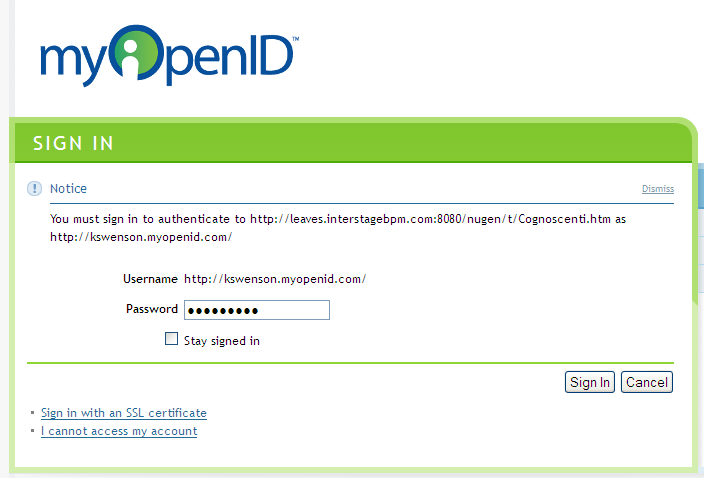 myOpenID™
SIGN IN
! Notice Dismiss
You must sign in to authenticate to http://leaves.interstagebpm.com:8080/nugen/t/Cognoscenti.htm as
http://kswenson.myopenid.com/
Username http://kswenson.myopenid.com/
Password •••••••••
Stay signed in
Sign In Cancel
Sign in with an SSL certificate
I cannot access my account